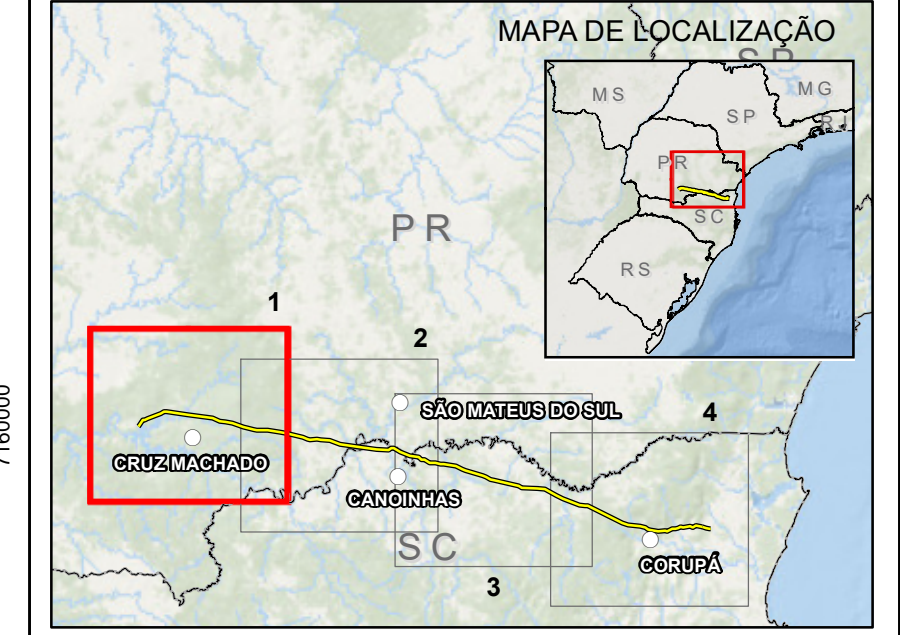 MAPA DE LOCALIZAÇÃO
SP
MS
MG
SP
RJ
PR
SC
RS
PR
1
2
SÃO MATEUS DO SUL
4
CRUZ MACHADO
CANOINHAS
SC
CORUPÁ
3